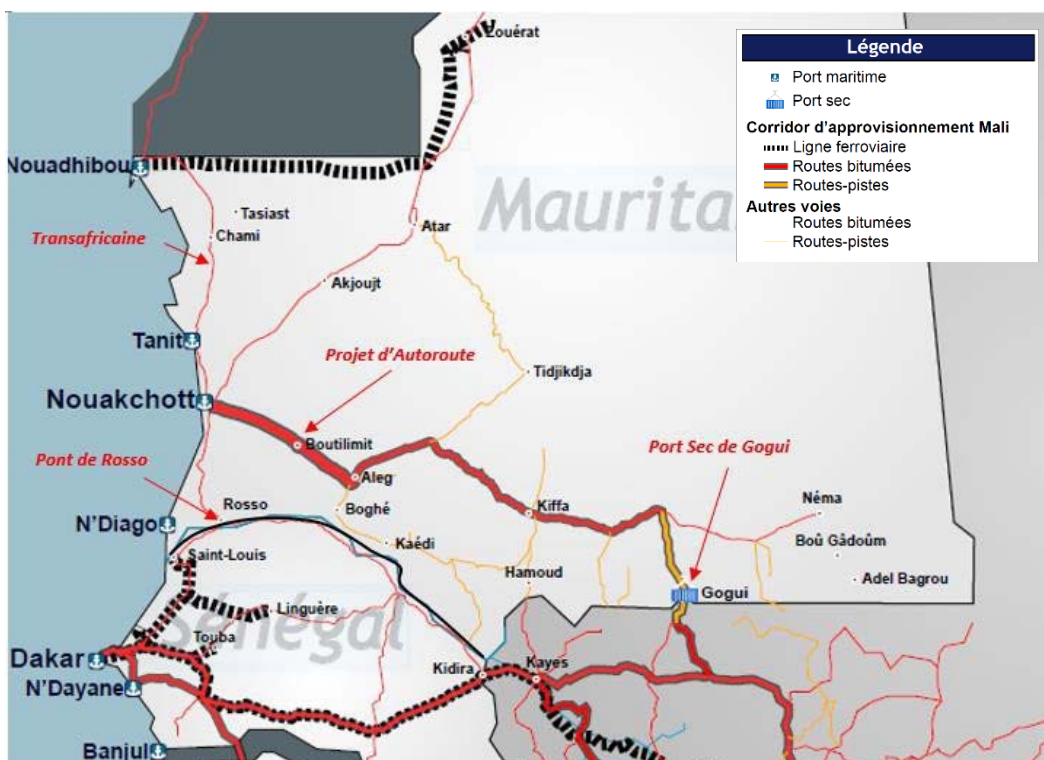 Zouérat
Légende
Port maritime
Port sec
Corridor d'approvisionnement Mali
Ligne ferroviaire
Routes bitumées
Routes-pistes
Autres voies
Routes bitumées
Routes-pistes
Nouadhibou
Maurita
Tasiast
Transafricaine
Chami
Atar
Akjoujt
Tanit
Projet d'Autoroute
Tidjikdja
Nouakchott
Boutilimit
Port Sec de Gogui
Pont de Rosso
Aleg
Rosso
Boghé
Kiffa
Néma
N'Diago
Kaédi
Boû Gâdoûm
Saint-Louis
Hamoud
Adel Bagrou
Gogui
Linguère
Sénégal
Touba
Dakar
Kidira
Kayes
N'Dayane
Banjul